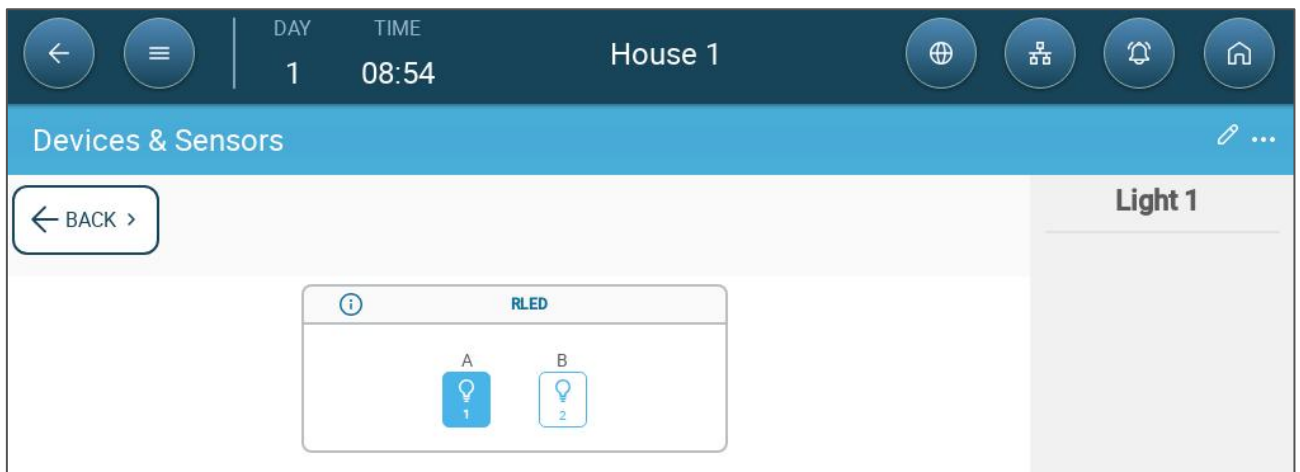 DAY TIME
1 08:54
House 1
Devices & Sensors
BACK
Light 1
RLED
A B
1 2